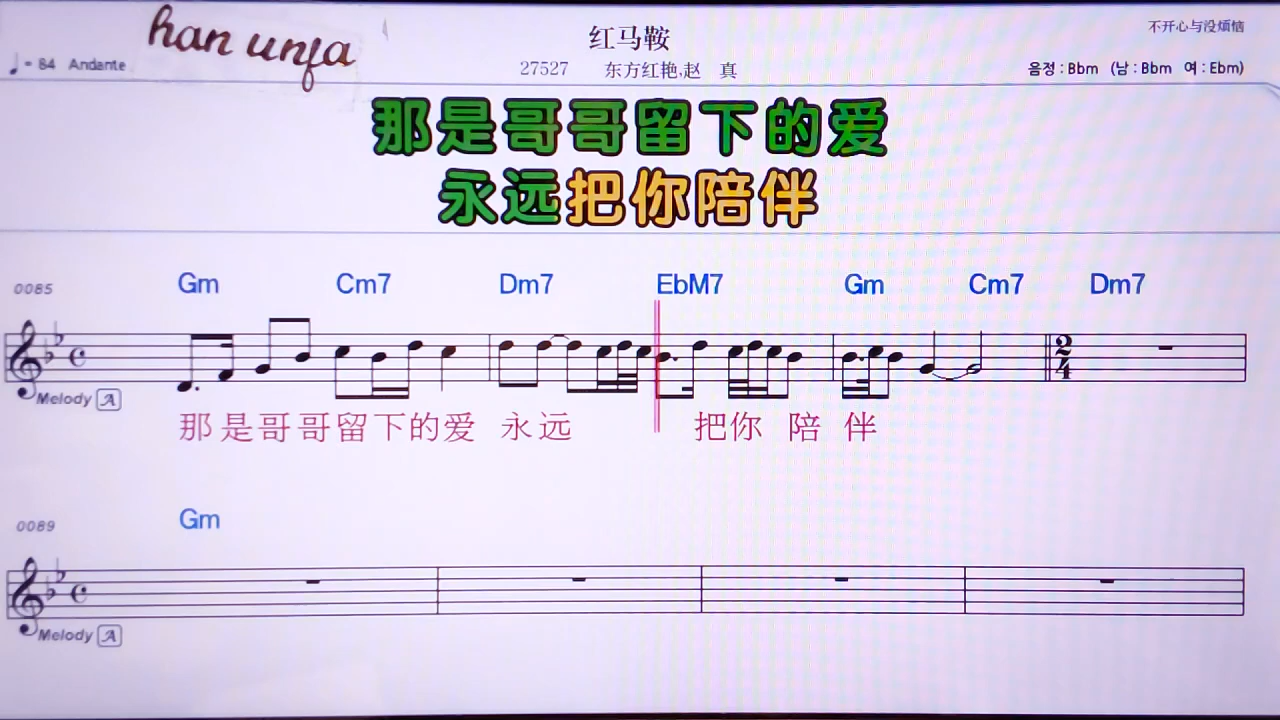 han unja
红马鞍
不开心与没烦恼
♩= 84 Andante
27527 东方红艳,赵 真
음정 : Bbm (남 : Bbm 여 : Ebm)
那是哥哥留下的爱
永远把你陪伴
0085 Gm Cm7 Dm7 EbM7 Gm Cm7 Dm7
2
4
Melody A
那是哥哥留下的爱 永远 把你 陪 伴
0089 Gm
Melody A